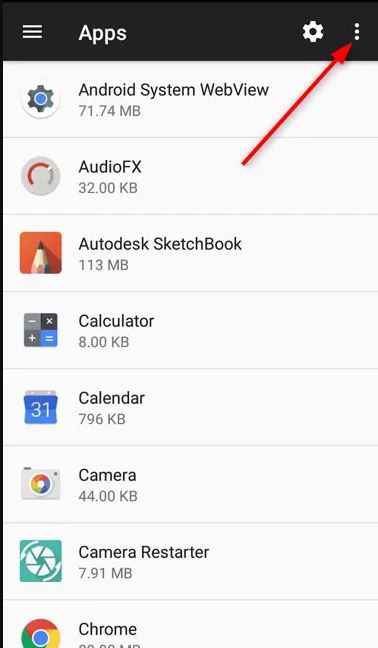 Apps
Android System WebView
71.74 MB
AudioFX
32.00 KB
Autodesk SketchBook
113 MB
Calculator
8.00 KB
31
Calendar
796 KB
Camera
44.00 KB
Camera Restarter
7.91 MB
Chrome